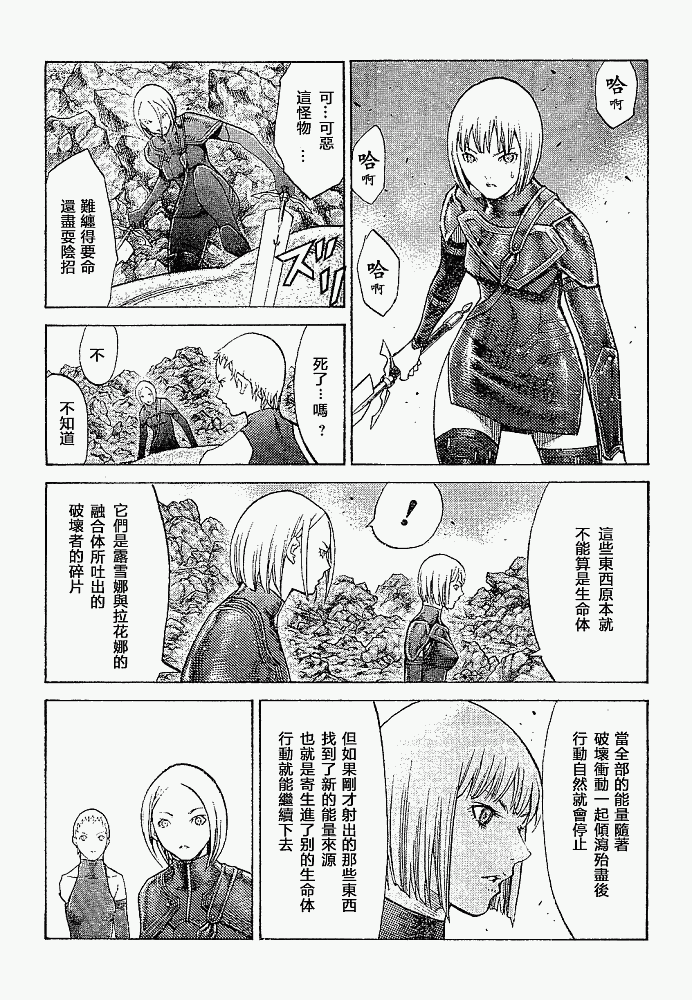 哈
啊
哈
啊
哈
啊
可…可惡
這怪物…
難纏得要命
還盡耍陰招
ズズ
死了…嗎？
不
不知道
！
這些東西原本就
不能算是生命体
它們是露雪娜與拉花娜的
融合体所吐出的
破壞者的碎片
當全部的能量隨著
破壞衝動一起傾瀉殆盡後
行動自然就會停止
但如果剛才射出的那些東西
找到了新的能量來源
也就是寄生進了別的生命体
行動就能繼續下去